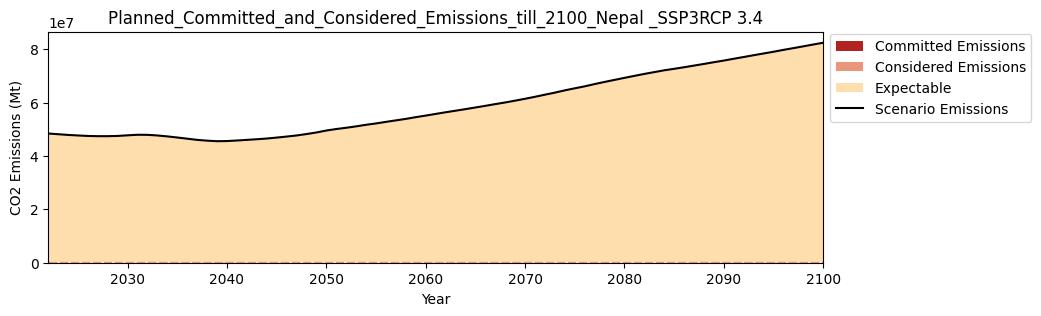 Planned_Committed_and_Considered_Emissions_till_2100_Nepal _SSP3RCP 3.4
1e7
8
6
4
2
0
CO2 Emissions (Mt)
2030 2040 2050 2060 2070 2080 2090 2100
Year
Committed Emissions
Considered Emissions
Expectable
Scenario Emissions